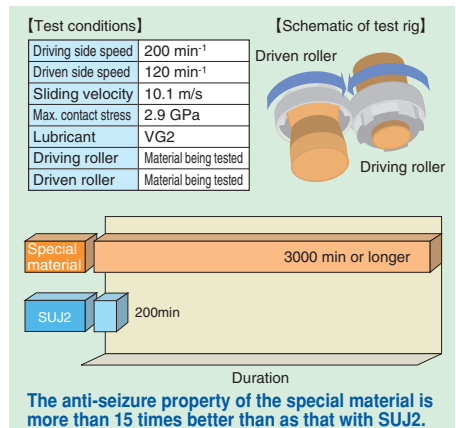 【Test conditions】
Driving side speed 200 min-1
Driven side speed 120 min-1
Sliding velocity 10.1 m/s
Max. contact stress 2.9 GPa
Lubricant VG2
Driving roller Material being tested
Driven roller Material being tested
【Schematic of test rig】
Driven roller
Driving roller
Special
material
3000 min or longer
SUJ2
200min
Duration
The anti-seizure property of the special material is
more than 15 times better than as that with SUJ2.